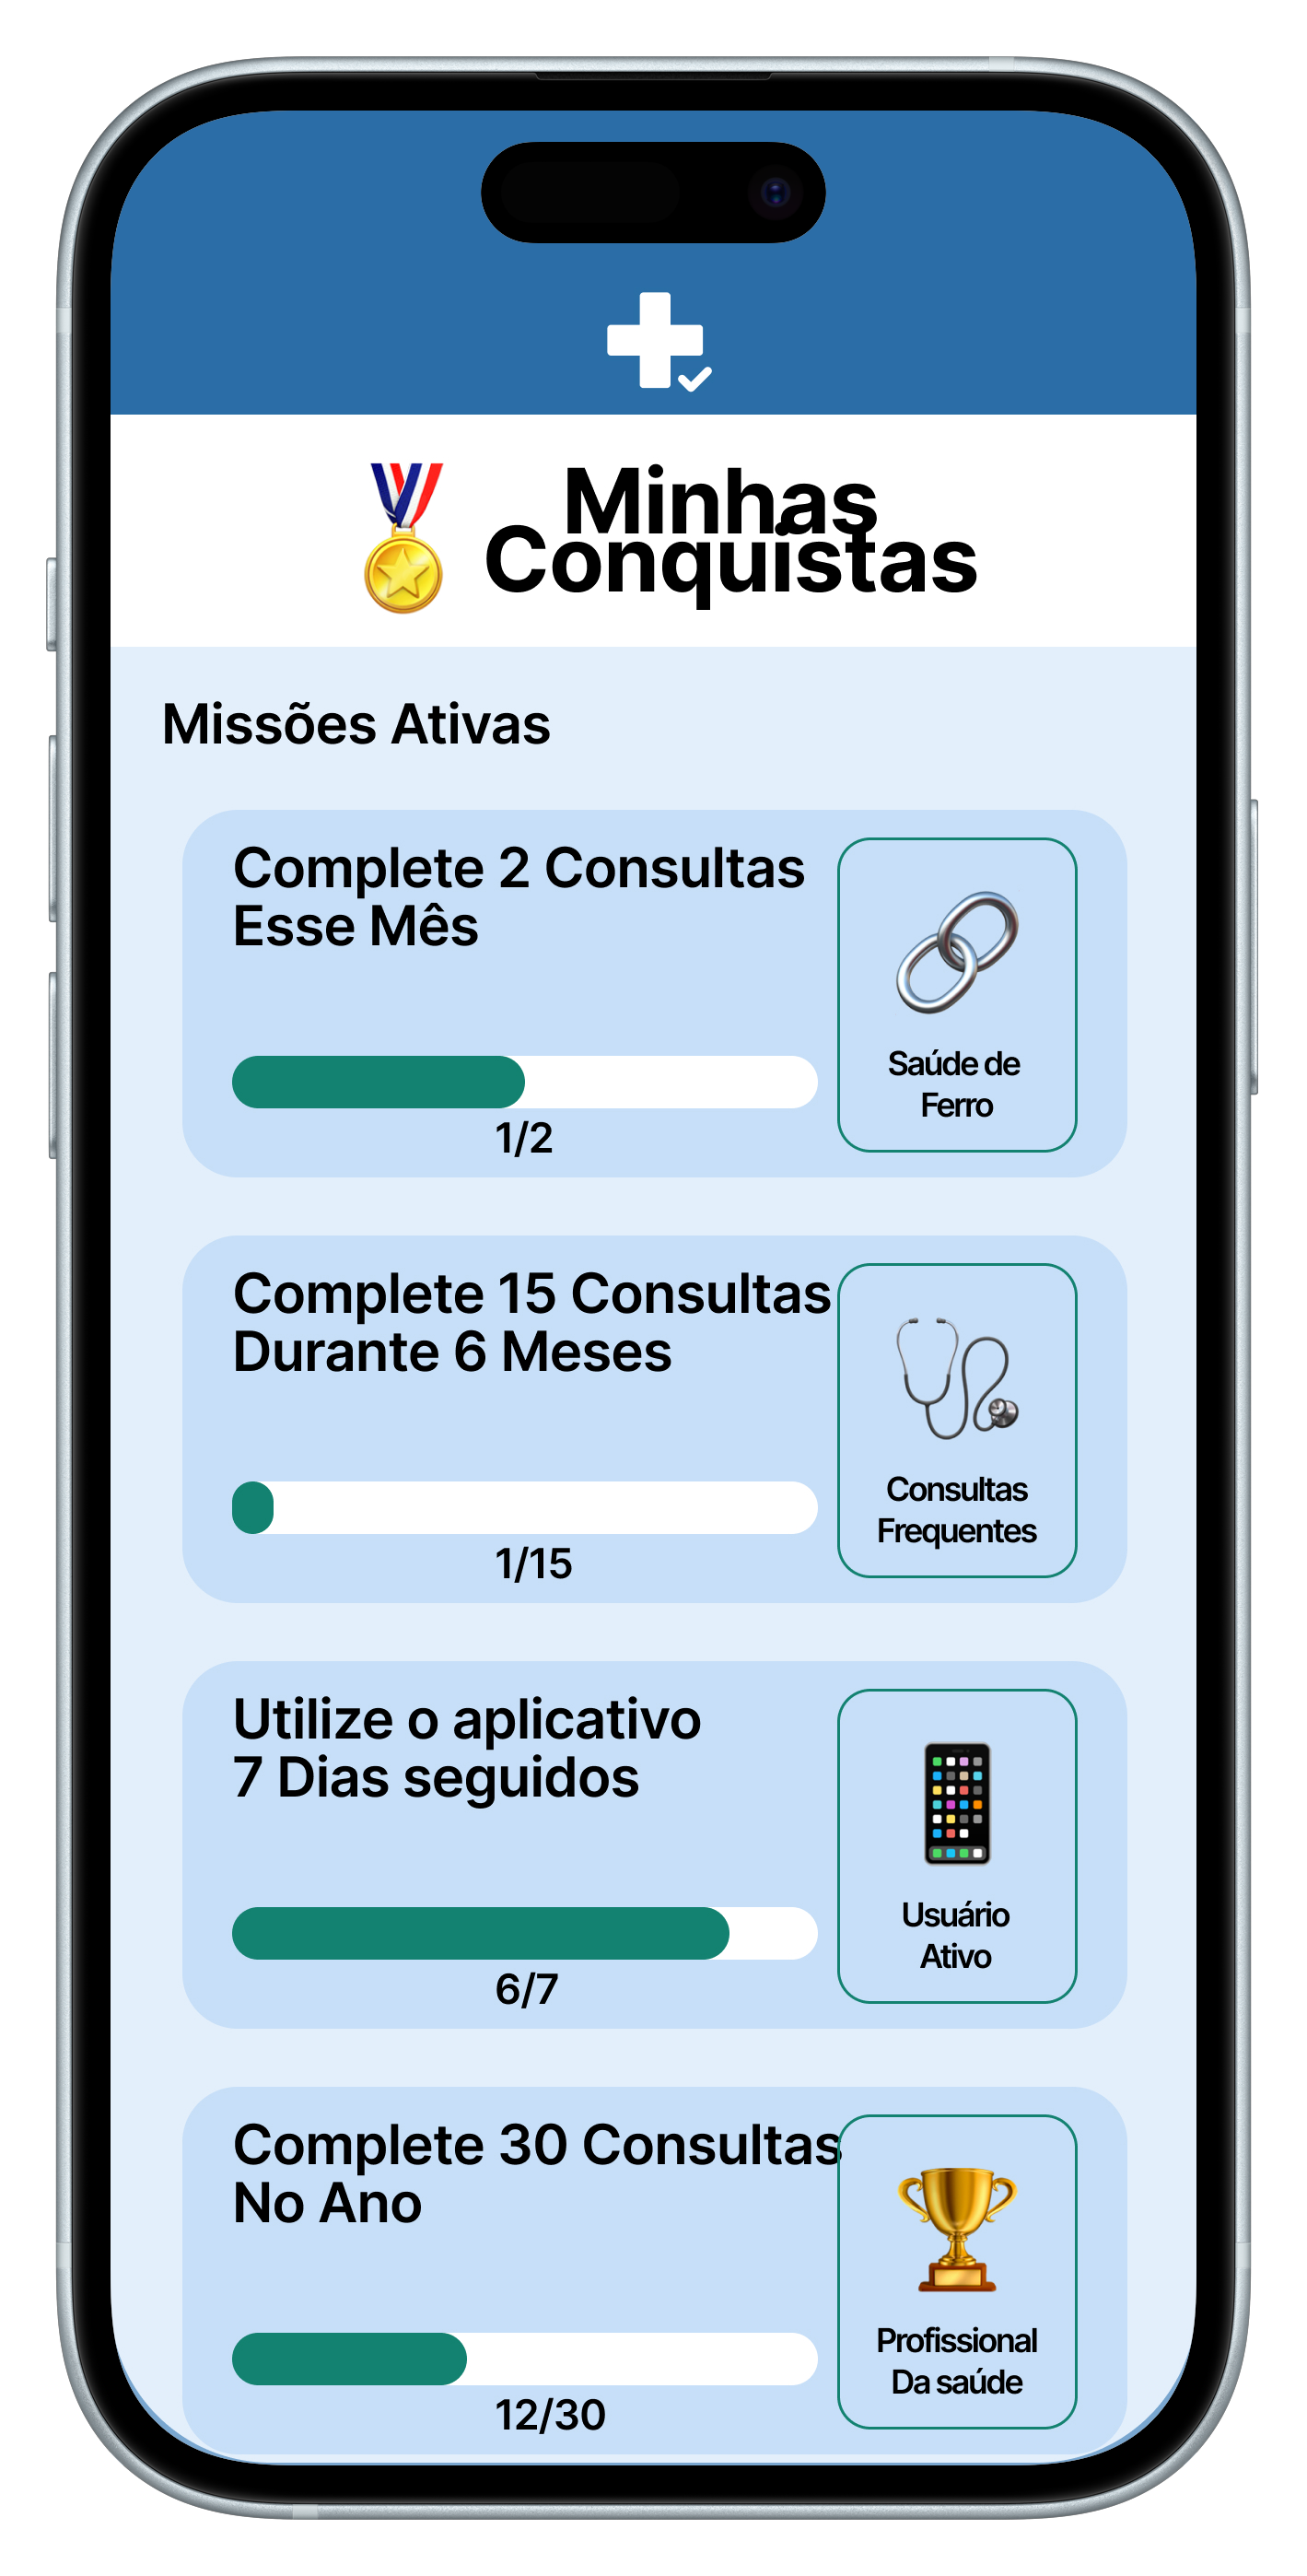 Minhas
Conquistas
Missões Ativas
Complete 2 Consultas
Esse Mês
1/2
Saúde de
Ferro
Complete 15 Consultas
Durante 6 Meses
1/15
Consultas
Frequentes
Utilize o aplicativo
7 Dias seguidos
6/7
Usuário
Ativo
Complete 30 Consultas
No Ano
12/30
Profissional
Da saúde